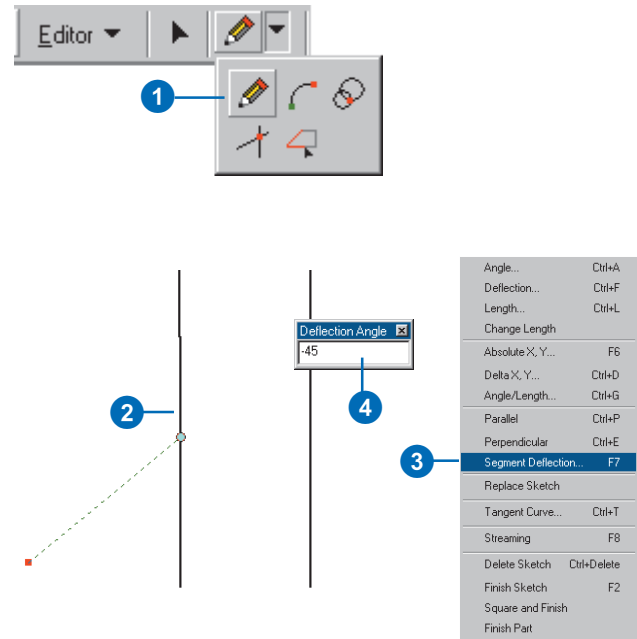 Editor
1
2
Deflection Angle
-45
4
3
Angle... Ctrl+A
Deflection... Ctrl+F
Length... Ctrl+L
Change Length
Absolute X, Y... F6
Delta X, Y... Ctrl+D
Angle/Length... Ctrl+G
Parallel Ctrl+P
Perpendicular Ctrl+E
Segment Deflection... F7
Replace Sketch
Tangent Curve... Ctrl+T
Streaming F8
Delete Sketch Ctrl+Delete
Finish Sketch F2
Square and Finish
Finish Part